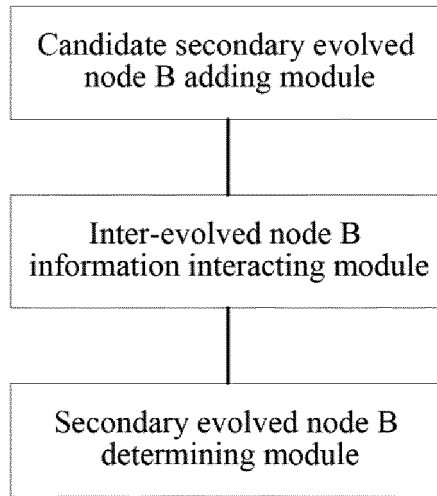 Candidate secondary evolved
node B adding module
Inter-evolved node B
information interacting module
Secondary evolved node B
determining module